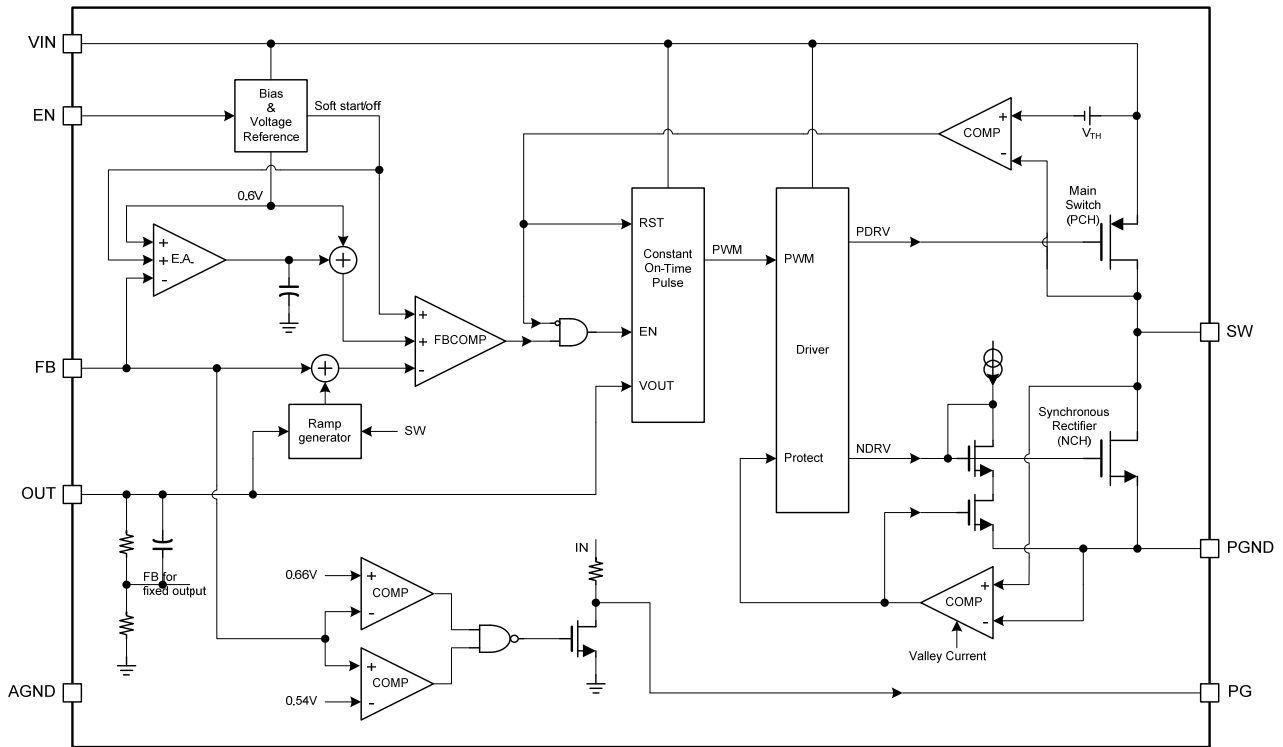 VIN
EN
Bias
&
Voltage
Reference
Soft start/off
0.6V
+
+
-
E.A.
+
+
+
-
FBCOMP
FB
+
Ramp
generator
SW
OUT
FB for
fixed output
AGND
RST
Constant
On-Time
Pulse
EN
VOUT
PWM
PWM
Driver
Protect
PDRV
NDRV
+
-
COMP
VTH
Main
Switch
(PCH)
SW
Synchronous
Rectifier
(NCH)
PGND
+
-
COMP
Valley Current
0.66V
+
-
COMP
+
-
COMP
0.54V
IN
PG